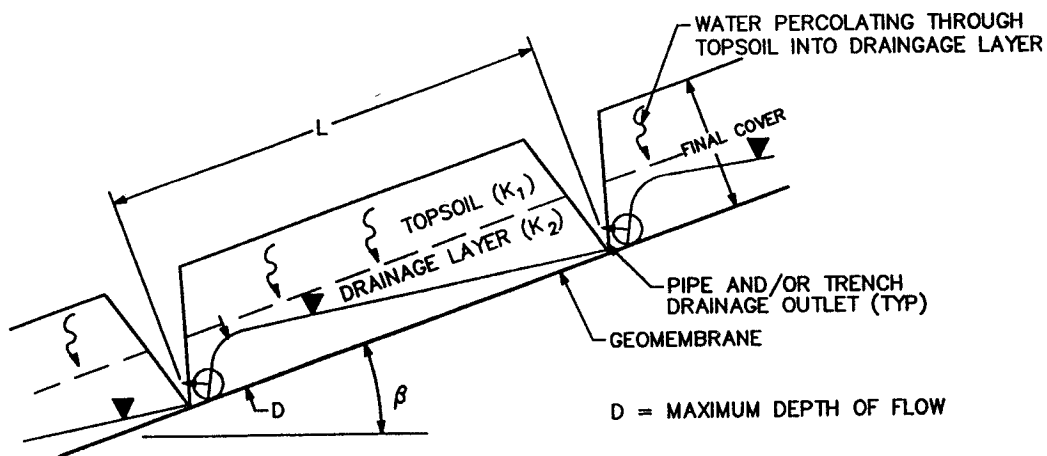 WATER PERCOLATING THROUGH
TOPSOIL INTO DRAINGAGE LAYER
L
FINAL COVER
TOPSOIL (K₁)
DRAINAGE LAYER (K₂)
PIPE AND/OR TRENCH
DRAINAGE OUTLET (TYP)
GEOMEMBRANE
D
β
D = MAXIMUM DEPTH OF FLOW